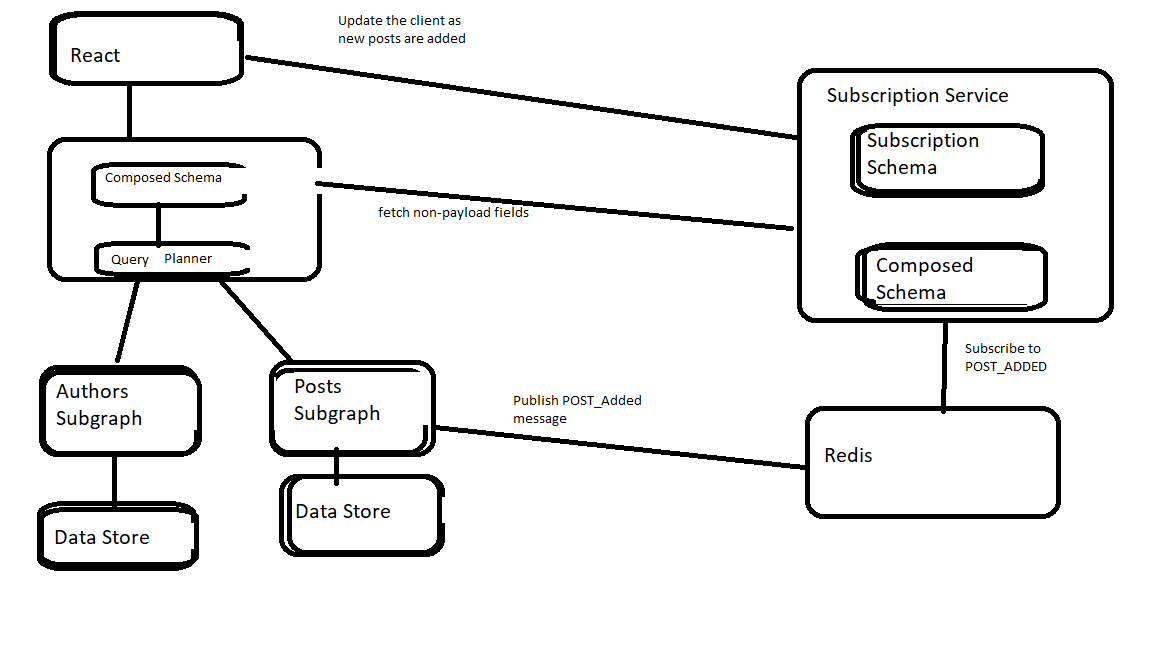 Update the client as
new posts are added
React
Subscription Service
Subscription
Schema
Composed Schema
fetch non-payload fields
Query Planner
Composed
Schema
Subscribe to
POST_ADDED
Authors
Subgraph
Posts
Subgraph
Publish POST_Added
message
Redis
Data Store
Data Store